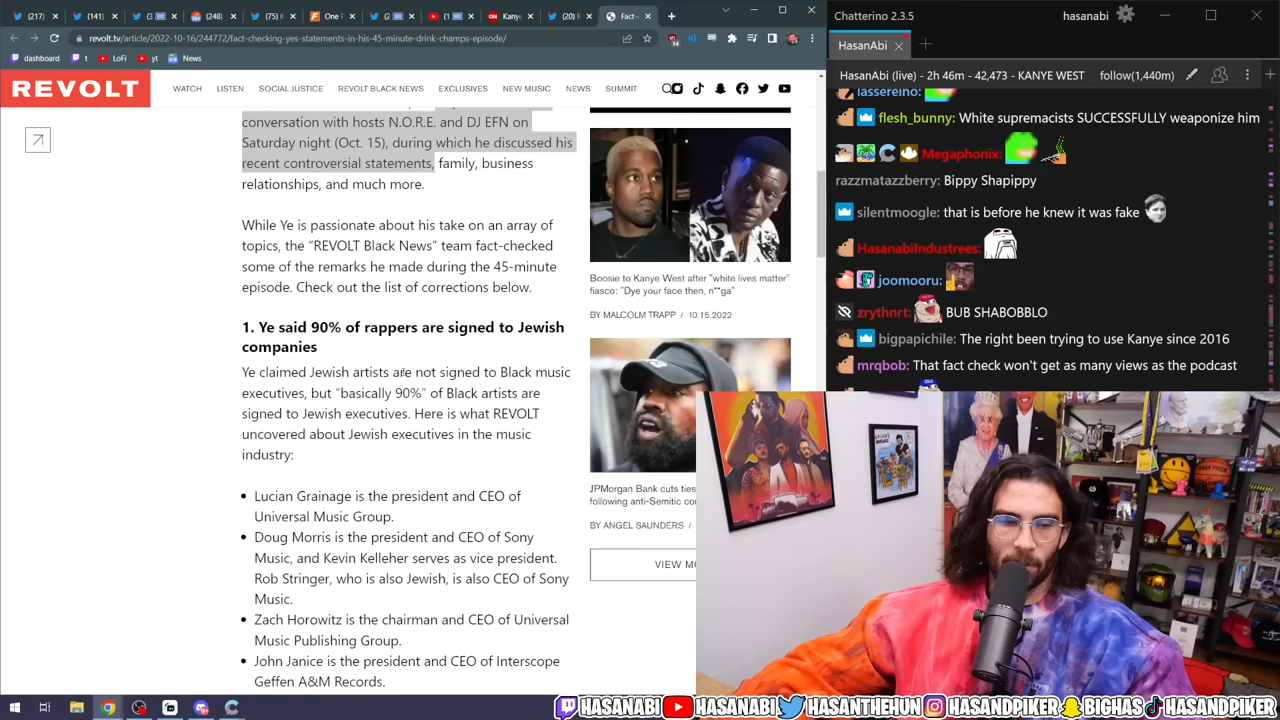 (217)
(141)
(3
(248)
(75) K
One F
(1) fa
Kany
(20) R
Fact-c
revolt.tv/article/2022-10-16/244772/fact-checking-yes-statements-in-his-45-minute-drink-champs-episode/
14
dashboard
t
LoFi
yt
News
REVOLT
WATCH
LISTEN
SOCIAL JUSTICE
REVOLT BLACK NEWS
EXCLUSIVES
NEW MUSIC
NEWS
SUMMIT
conversation with hosts N.O.R.E. and DJ EFN on
Saturday night (Oct. 15), during which he discussed his
recent controversial statements, family, business
relationships, and much more.
While Ye is passionate about his take on an array of
topics, the “REVOLT Black News” team fact-checked
some of the remarks he made during the 45-minute
episode. Check out the list of corrections below.
1. Ye said 90% of rappers are signed to Jewish
companies
Ye claimed Jewish artists are not signed to Black music
executives, but “basically 90%” of Black artists are
signed to Jewish executives. Here is what REVOLT
uncovered about Jewish executives in the music
industry:
Lucian Grainage is the president and CEO of
Universal Music Group.
Doug Morris is the president and CEO of Sony
Music, and Kevin Kelleher serves as vice president.
Rob Stringer, who is also Jewish, is also CEO of Sony
Music.
Zach Horowitz is the chairman and CEO of Universal
Music Publishing Group.
John Janice is the president and CEO of Interscope
Geffen A&M Records.
Boosie to Kanye West after "white lives matter"
fiasco: "Dye your face then, n**ga"
BY MALCOLM TRAPP / 10.15.2022
JPMorgan Bank cuts ties
following anti-Semitic co
BY ANGEL SAUNDERS /
VIEW MO
Chatterino 2.3.5
hasanabi
HasanAbi
HasanAbi (live) - 2h 46m - 42,473 - KANYE WEST
follow(1,440m)
lassereino:
flesh_bunny: White supremacists SUCCESSFULLY weaponize him
Megaphonix:
razzmatazzberry: Bippy Shapippy
silentmoogle: that is before he knew it was fake
HasanabiIndustrees:
joomooru:
zrythnrt: BUB SHABOBBLO
bigpapichile: The right been trying to use Kanye since 2016
mrqbob: That fact check won't get as many views as the podcast
HASANABI
HASANABI
HASANTHEHUN
HASANDPIKER
BIGHAS
HASANDPIKER